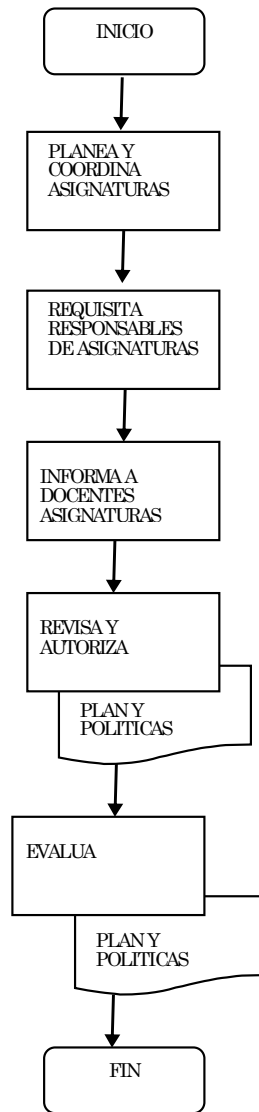 INICIO
PLANEA Y
COORDINA
ASIGNATURAS
REQUISITA
RESPONSABLES
DE ASIGNATURAS
INFORMA A
DOCENTES
ASIGNATURAS
REVISA Y
AUTORIZA
PLAN Y
POLITICAS
EVALUA
PLAN Y
POLITICAS
FIN